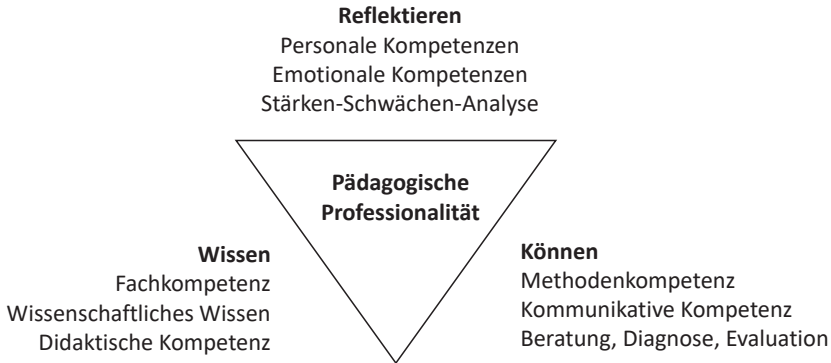 Reflektieren
Personale Kompetenzen
Emotionale Kompetenzen
Stärken-Schwächen-Analyse
Pädagogische
Professionalität
Wissen
Fachkompetenz
Wissenschaftliches Wissen
Didaktische Kompetenz
Können
Methodenkompetenz
Kommunikative Kompetenz
Beratung, Diagnose, Evaluation